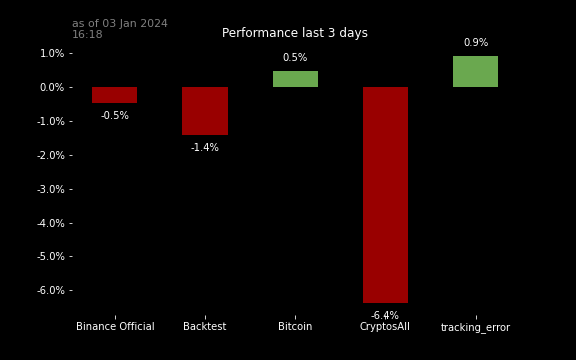 as of 03 Jan 2024
16:18
Performance last 3 days
1.0%
0.0%
-1.0%
-2.0%
-3.0%
-4.0%
-5.0%
-6.0%
-0.5%
-1.4%
0.5%
-6.4%
0.9%
Binance Official
Backtest
Bitcoin
CryptosAll
tracking_error